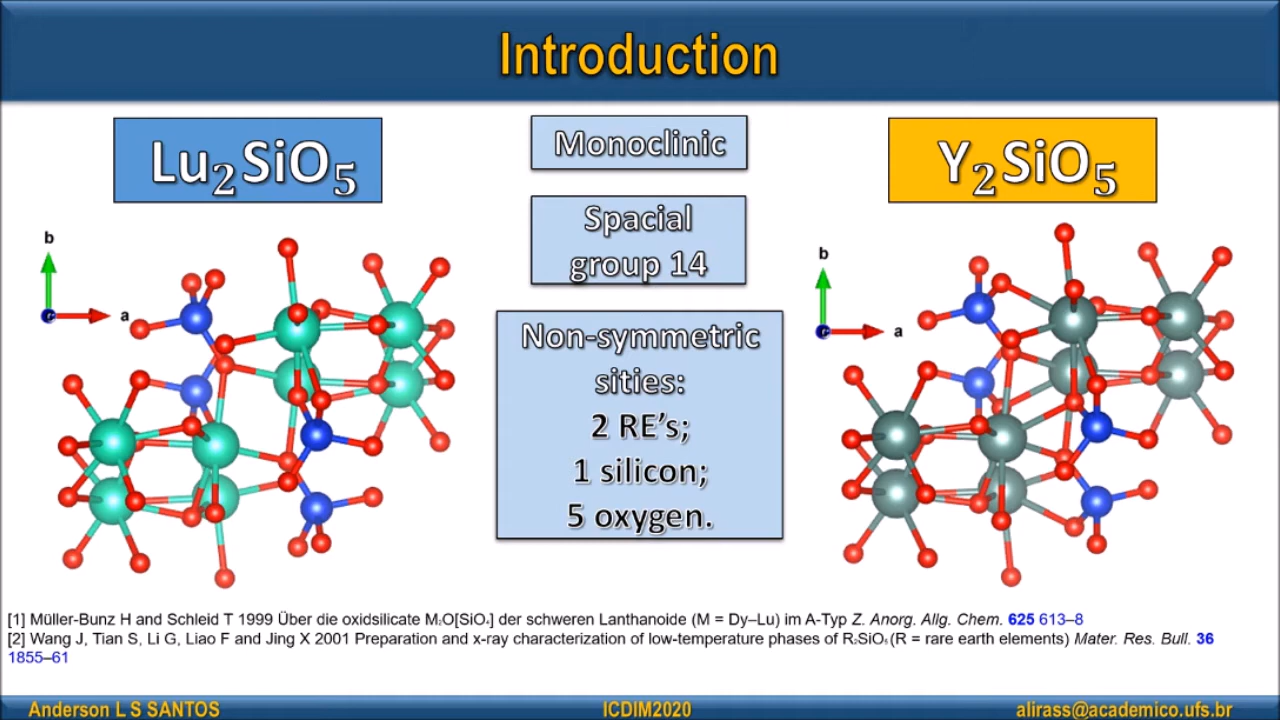 Introduction
Lu₂SiO₅
Monoclinic
Y₂SiO₅
Spacial
group 14
b
a
b
a
Non-symmetric
sities:
2 RE's;
1 silicon;
5 oxygen.
[1] Müller-Bunz H and Schleid T 1999 Über die oxidsilicate M₂O[SiO₄] der schweren Lanthanoide (M = Dy–Lu) im A-Typ Z. Anorg. Allg. Chem. 625 613–8
[2] Wang J, Tian S, Li G, Liao F and Jing X 2001 Preparation and x-ray characterization of low-temperature phases of R₂SiO₅ (R = rare earth elements) Mater. Res. Bull. 36
1855–61
Anderson L S SANTOS
ICDIM2020
alirass@academico.ufs.br